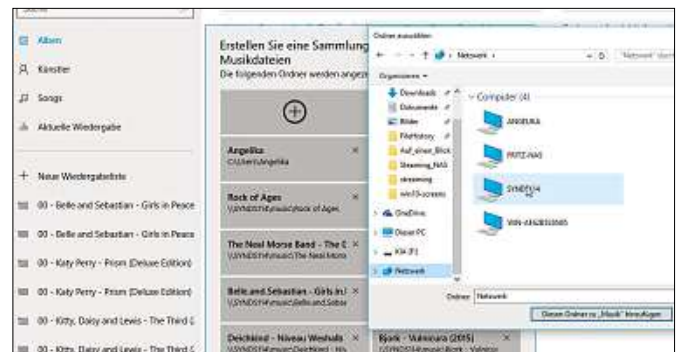 Alben
Künstler
Songs
Aktuelle Wiedergabe
Neue Wiedergabeliste
00 - Belle and Sebastian - Girls in Peace
00 - Belle and Sebastian - Girls in Peace
00 - Katy Perry - Prism (Deluxe Edition)
00 - Katy Perry - Prism (Deluxe Edition)
00 - Kitty, Daisy and Lewis - The Third
00 - Kitty, Daisy and Lewis - The Third
Erstellen Sie eine Sammlung
Musikdateien
Die folgenden Ordner werden angeze
Angelika
C:\Users\Angelika
Rock of Ages
The Neal Morse Band - The
Belle and Sebastian - Girls in
Deichkind - Niveau Weshalb
Björk - Vulnicura (2015)
Ordner auswählen
Netzwerk
Organisieren
Downloads
Dokumente
Bilder
FileHistory
Auf_einen_Blick
Streaming_NAS
streaming
win10-screens
OneDrive
Dieser PC
Netzwerk
Computer (4)
ANGELIKA
FRITZ-NAS
SYNDS114
Ordner: Netzwerk
Diesen Ordner zu „Musik" hinzufügen